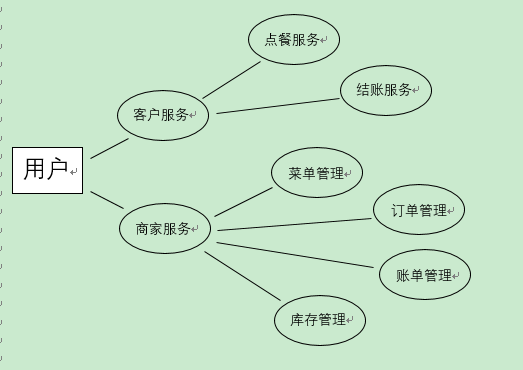 点餐服务
结账服务
客户服务
用户
菜单管理
订单管理
商家服务
账单管理
库存管理